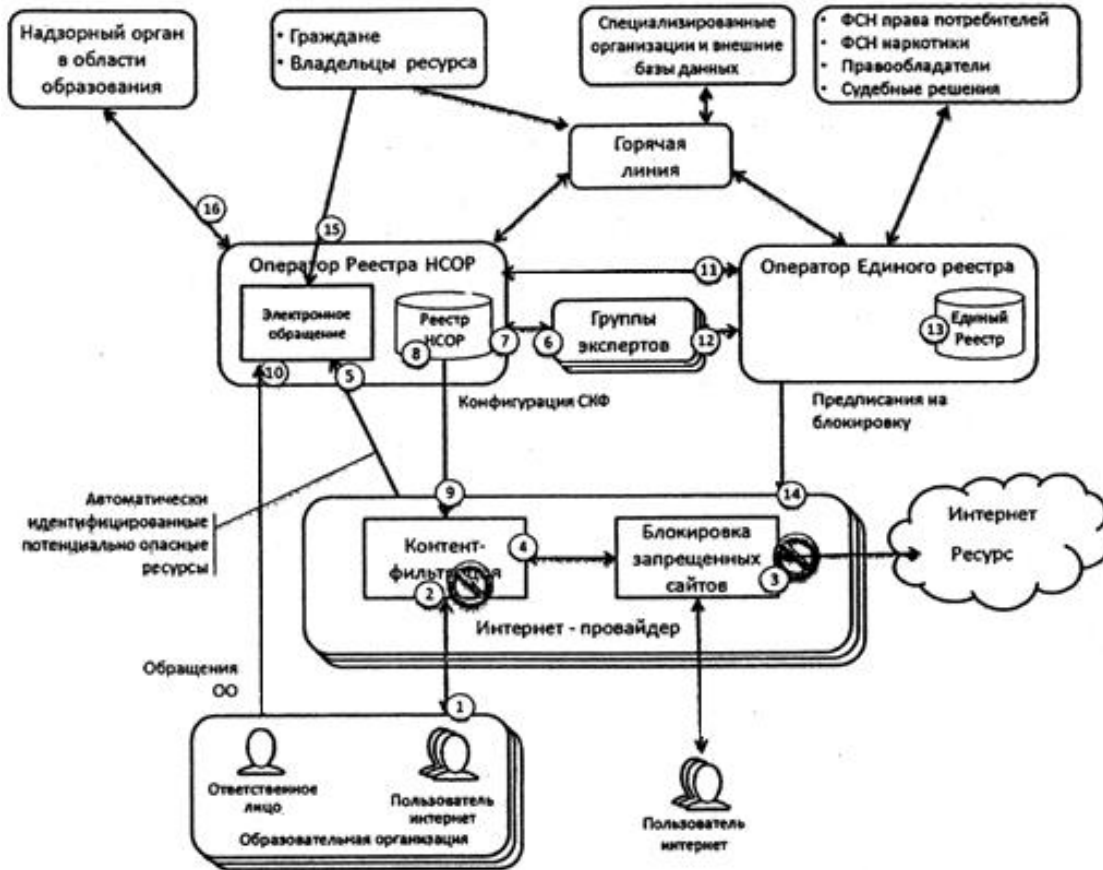 Надзорный орган
в области
образования
• Граждане
• Владельцы ресурса
Специализированные
организации и внешние
базы данных
• ФСН права потребителей
• ФСН наркотики
• Правообладатели
• Судебные решения
Горячая
линия
16
15
Оператор Реестра НСОР
11
Оператор Единого реестра
Электронное
обращение
Реестр
НСОР
8
7
6
Группы
экспертов
12
13
Единый
Реестр
10
5
Конфигурация СКФ
Предписания на
блокировку
Автоматически
идентифицированные
потенциально опасные
ресурсы
9
14
Контент-
фильтрация
4
2
Блокировка
запрещенных
сайтов
3
Интернет
Ресурс
Интернет - провайдер
Обращения
ОО
1
Ответственное
лицо
Пользователь
интернет
Образовательная организация
Пользователь
интернет